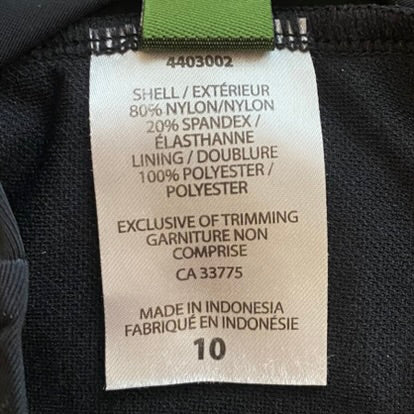 4403002
SHELL / EXTÉRIEUR
80% NYLON/NYLON
20% SPANDEX /
ÉLASTHANNE
LINING / DOUBLURE
100% POLYESTER /
POLYESTER
EXCLUSIVE OF TRIMMING
GARNITURE NON
COMPRISE
CA 33775
MADE IN INDONESIA
FABRIQUÉ EN INDONÉSIE
10